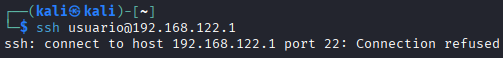 ┌──(kali㉿kali)-[~]
└─$ ssh usuario@192.168.122.1
ssh: connect to host 192.168.122.1 port 22: Connection refused